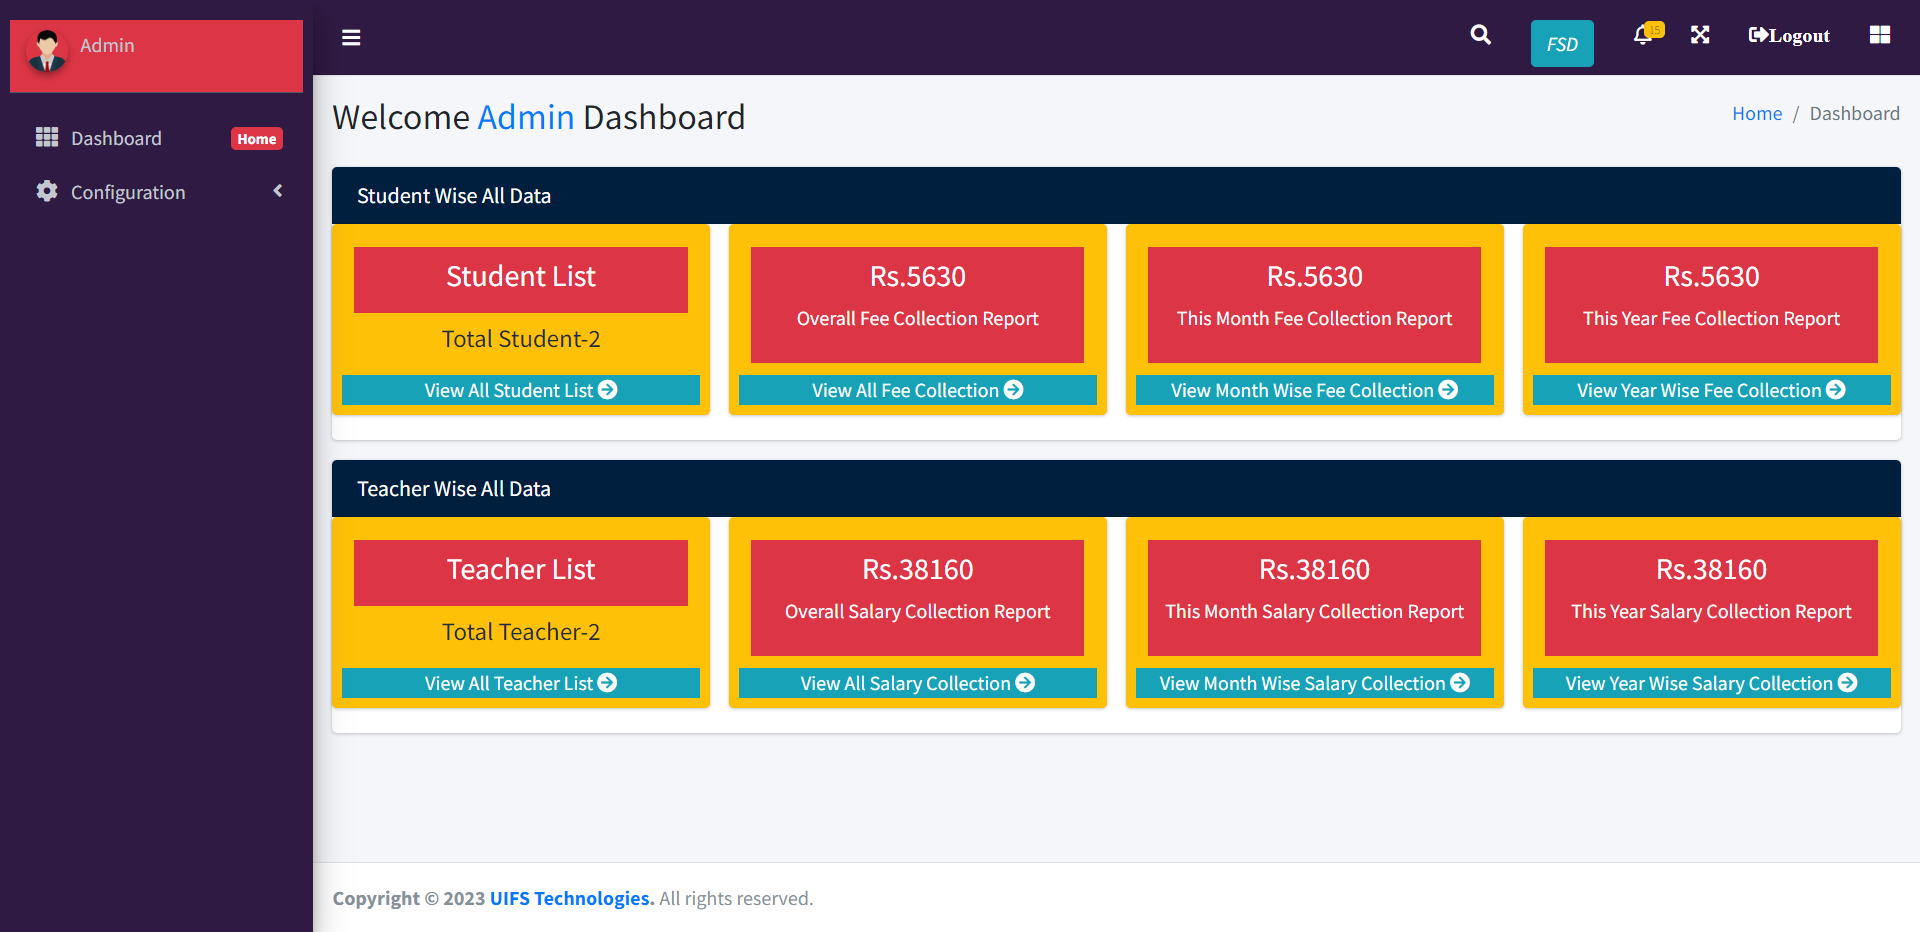 Admin
Dashboard Home
Configuration
FSD
15
Logout
Welcome Admin Dashboard
Home / Dashboard
Student Wise All Data
Student List
Total Student-2
View All Student List
Rs.5630
Overall Fee Collection Report
View All Fee Collection
Rs.5630
This Month Fee Collection Report
View Month Wise Fee Collection
Rs.5630
This Year Fee Collection Report
View Year Wise Fee Collection
Teacher Wise All Data
Teacher List
Total Teacher-2
View All Teacher List
Rs.38160
Overall Salary Collection Report
View All Salary Collection
Rs.38160
This Month Salary Collection Report
View Month Wise Salary Collection
Rs.38160
This Year Salary Collection Report
View Year Wise Salary Collection
Copyright © 2023 UIFS Technologies. All rights reserved.